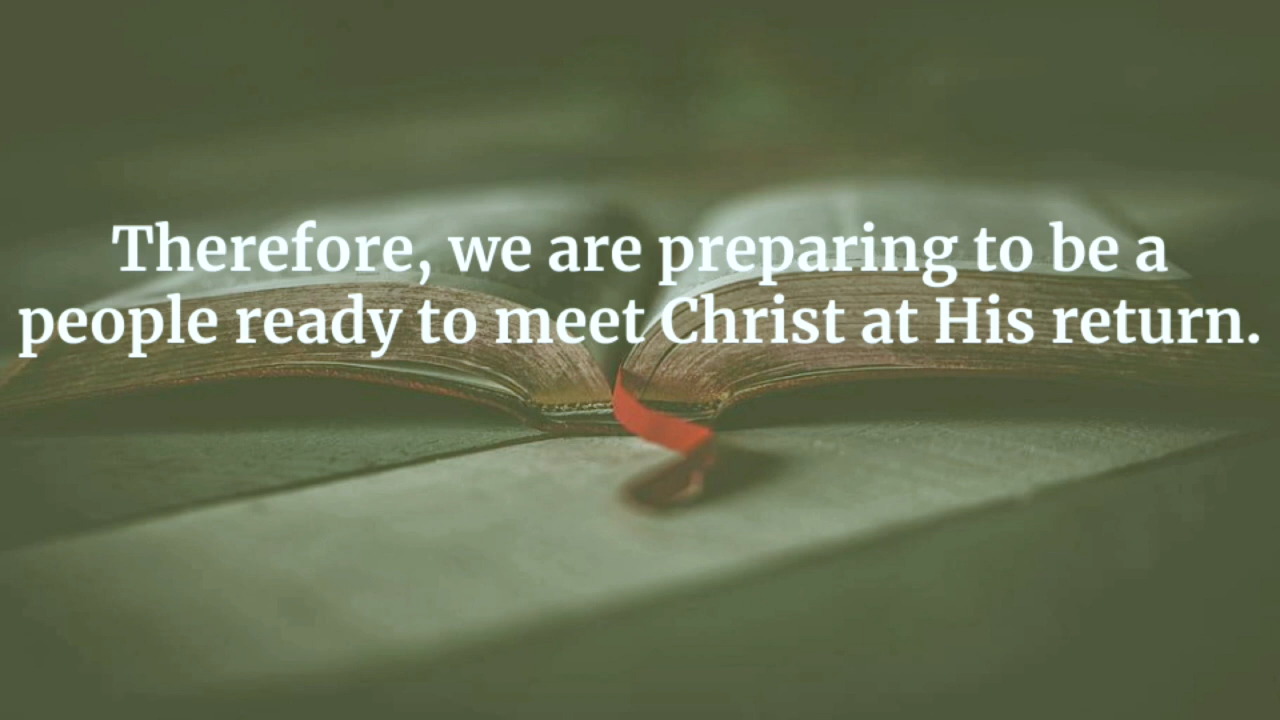 Therefore, we are preparing to be a
people ready to meet Christ at His return.